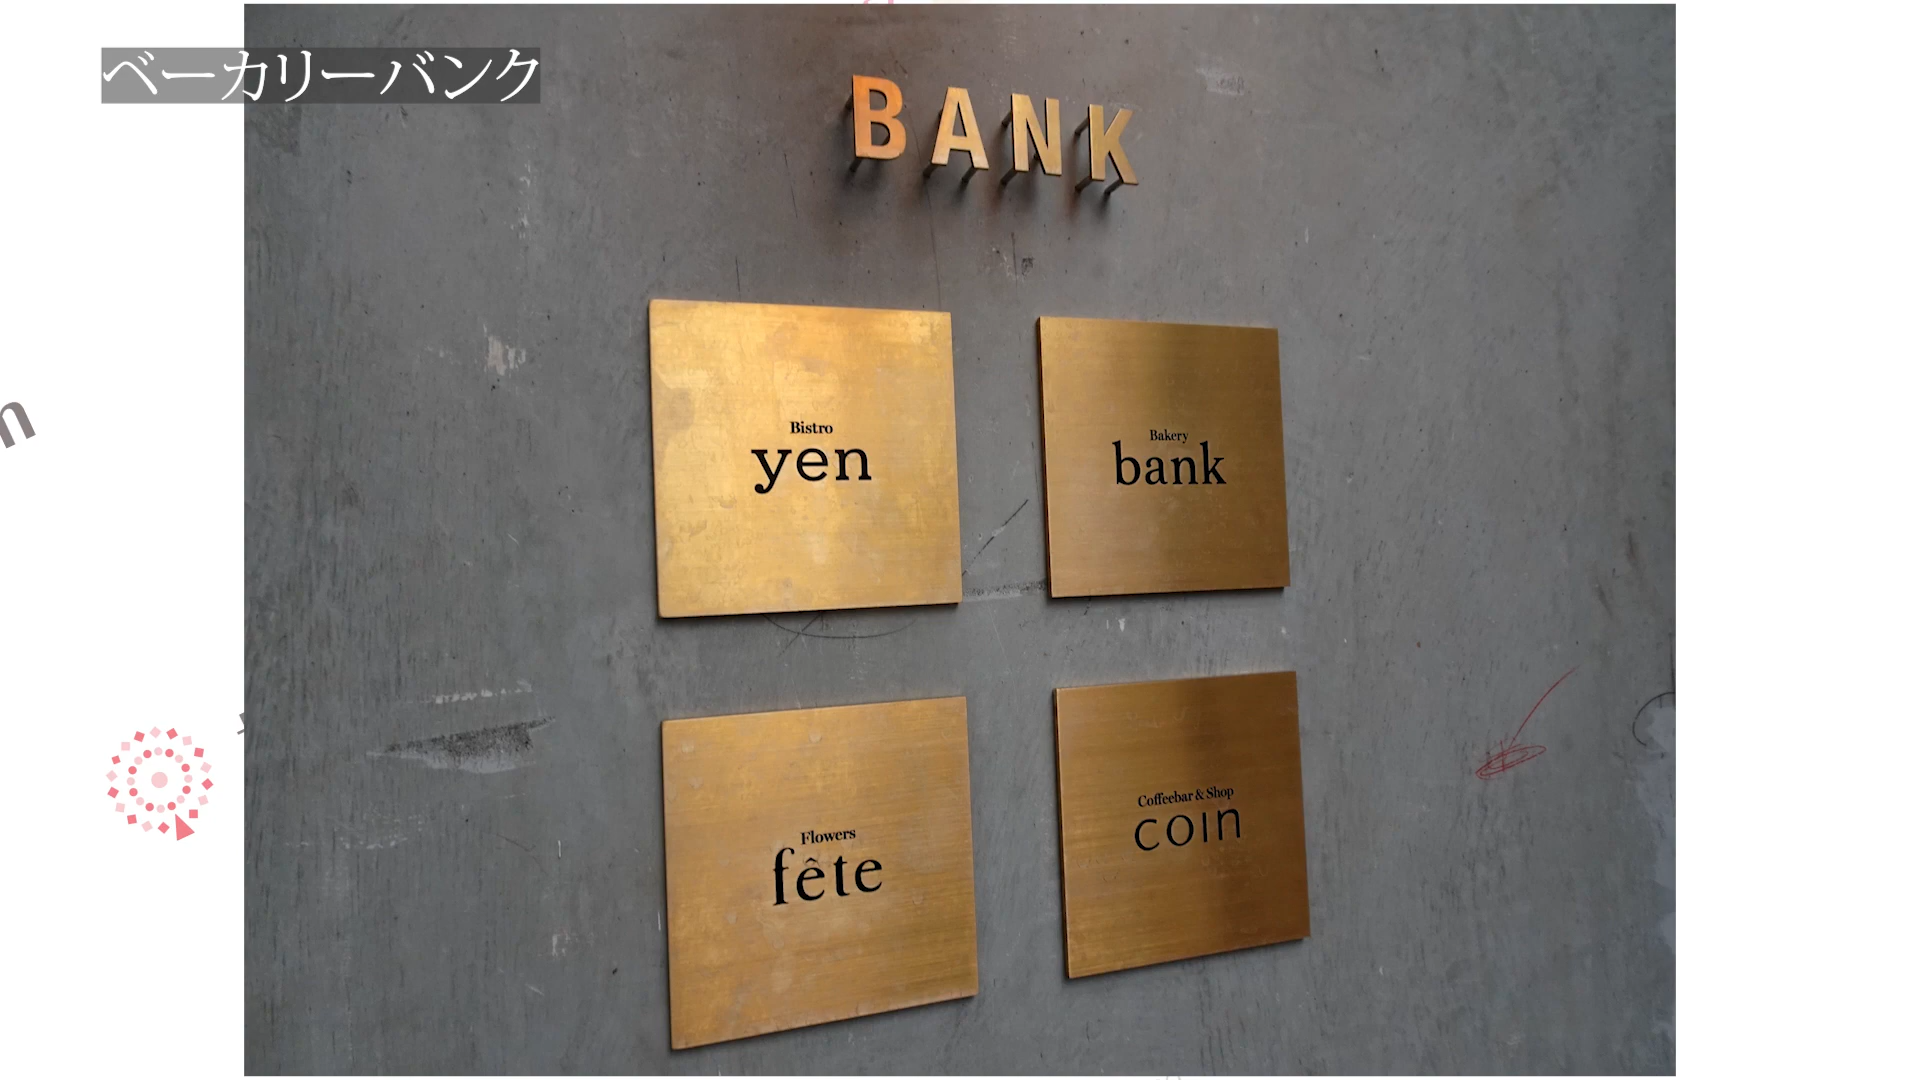 ベーカリーバンク
BANK
Bistro
yen
Bakery
bank
Flowers
fête
Coffeebar & Shop
coin